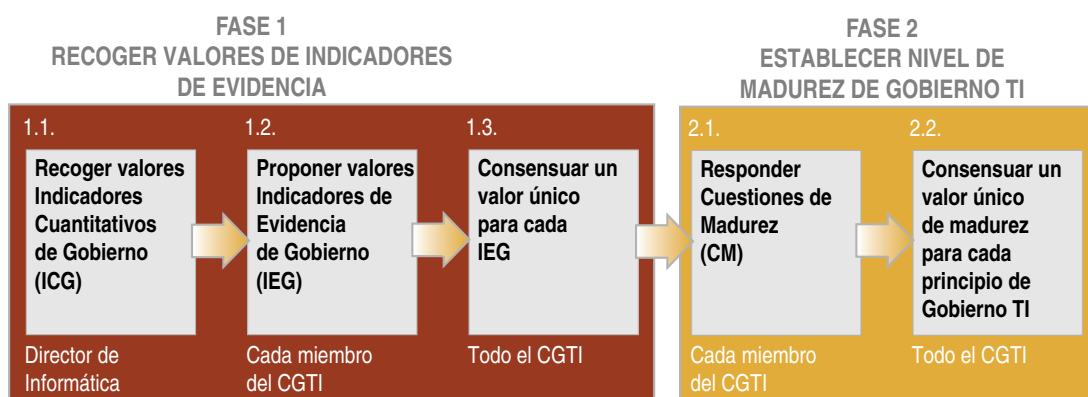 FASE 1
RECOGER VALORES DE INDICADORES
DE EVIDENCIA
1.1.
Recoger valores
Indicadores
Cuantitativos
de Gobierno
(ICG)
Director de
Informática
1.2.
Proponer valores
Indicadores de
Evidencia
de Gobierno
(IEG)
Cada miembro
del CGTI
1.3.
Consensuar un
valor único
para cada
IEG
Todo el CGTI
FASE 2
ESTABLECER NIVEL DE
MADUREZ DE GOBIERNO TI
2.1.
Responder
Cuestiones de
Madurez
(CM)
Cada miembro
del CGTI
2.2.
Consensuar un
valor único
de madurez
para cada
principio de
Gobierno TI
Todo el CGTI